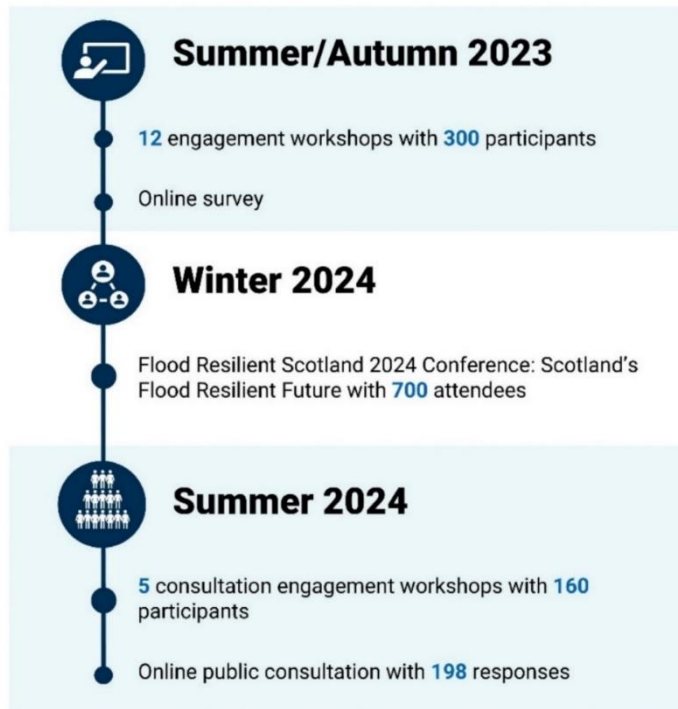 Summer/Autumn 2023
12 engagement workshops with 300 participants
Online survey
Winter 2024
Flood Resilient Scotland 2024 Conference: Scotland's
Flood Resilient Future with 700 attendees
Summer 2024
5 consultation engagement workshops with 160
participants
Online public consultation with 198 responses